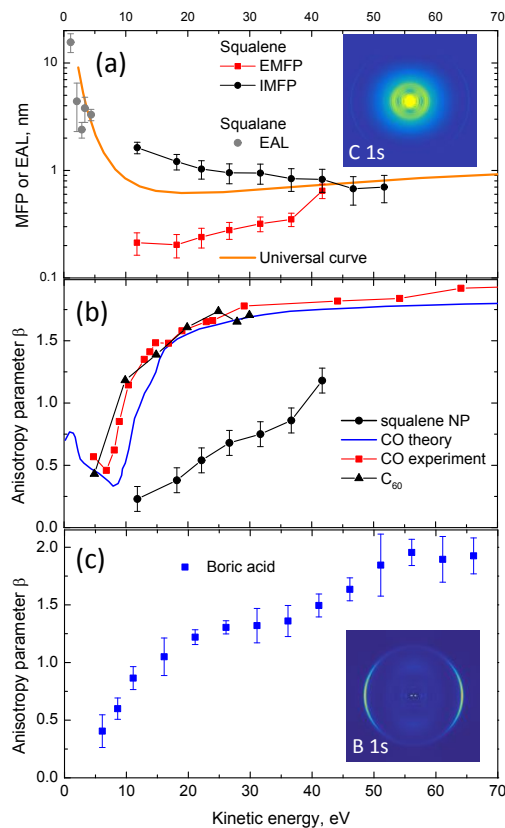 (a)
Squalene
EMFP
IMFP
Squalane
EAL
Universal curve
C 1s
10
1
0.1
MFP or EAL, nm
0 10 20 30 40 50 60 70
(b)
squalene NP
CO theory
CO experiment
C₆₀
1.5
1.0
0.5
0.0
Anisotropy parameter β
(c)
Boric acid
B 1s
2.0
1.5
1.0
0.5
0.0
Anisotropy parameter β
0 10 20 30 40 50 60 70
Kinetic energy, eV